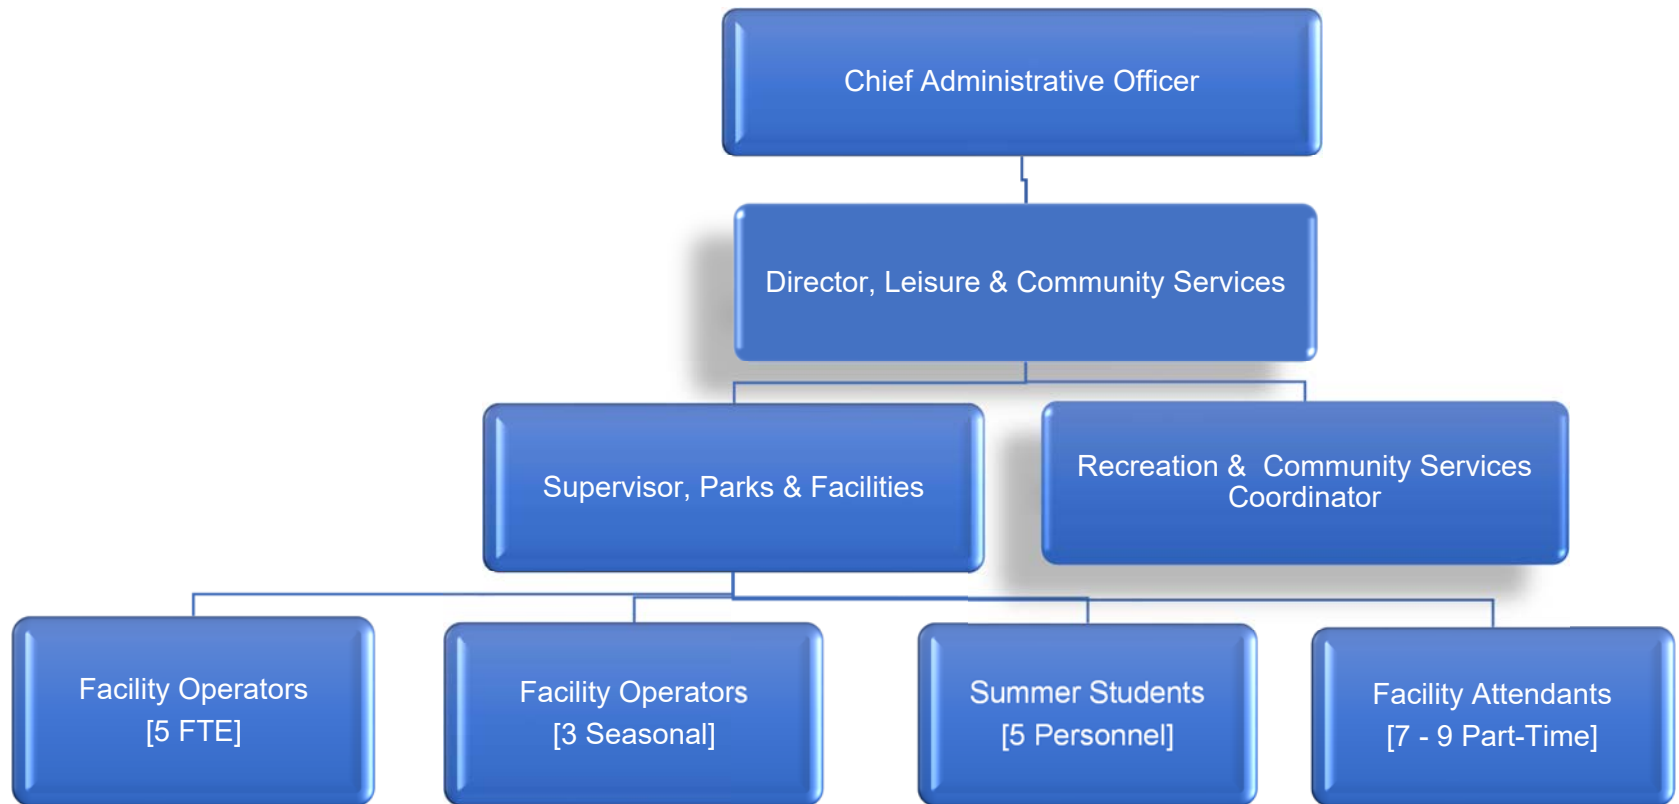 Chief Administrative Officer
Director, Leisure & Community Services
Supervisor, Parks & Facilities
Recreation & Community Services
Coordinator
Facility Operators
[5 FTE]
Facility Operators
[3 Seasonal]
Summer Students
[5 Personnel]
Facility Attendants
[7 - 9 Part-Time]